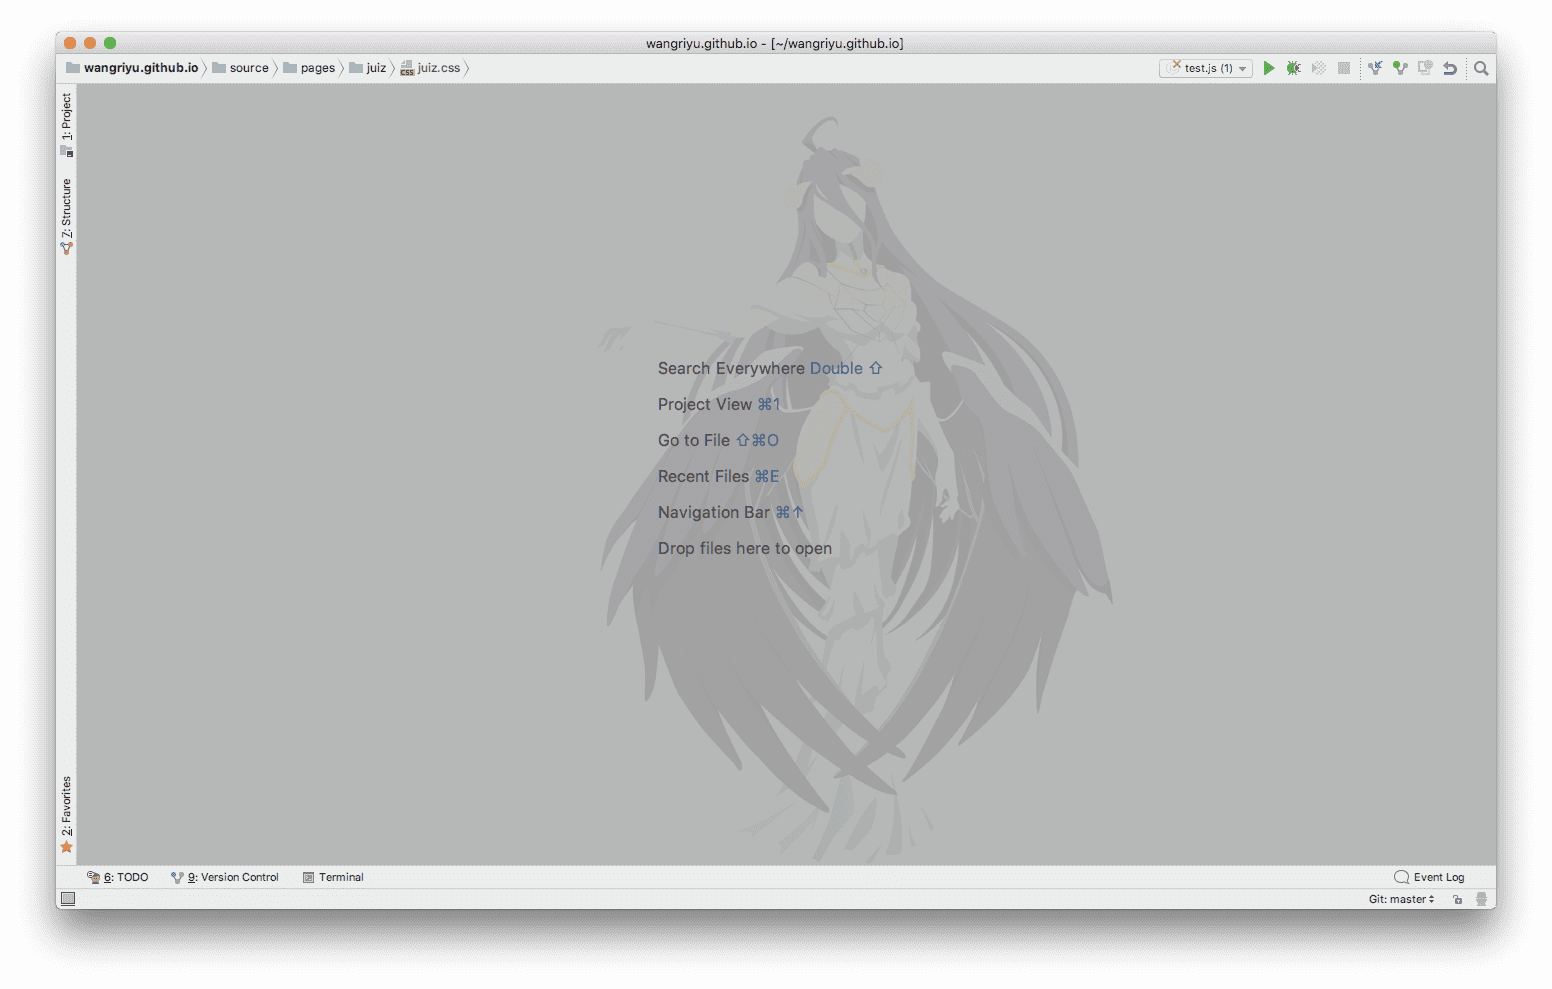 wangriyu.github.io - [~/wangriyu.github.io]
wangriyu.github.io source pages juiz juiz.css
test.js (1)
1: Project
7: Structure
Search Everywhere Double ⇧
Project View ⌘1
Go to File ⇧⌘O
Recent Files ⌘E
Navigation Bar ⌘↑
Drop files here to open
2: Favorites
6: TODO 9: Version Control Terminal Event Log
Git: master